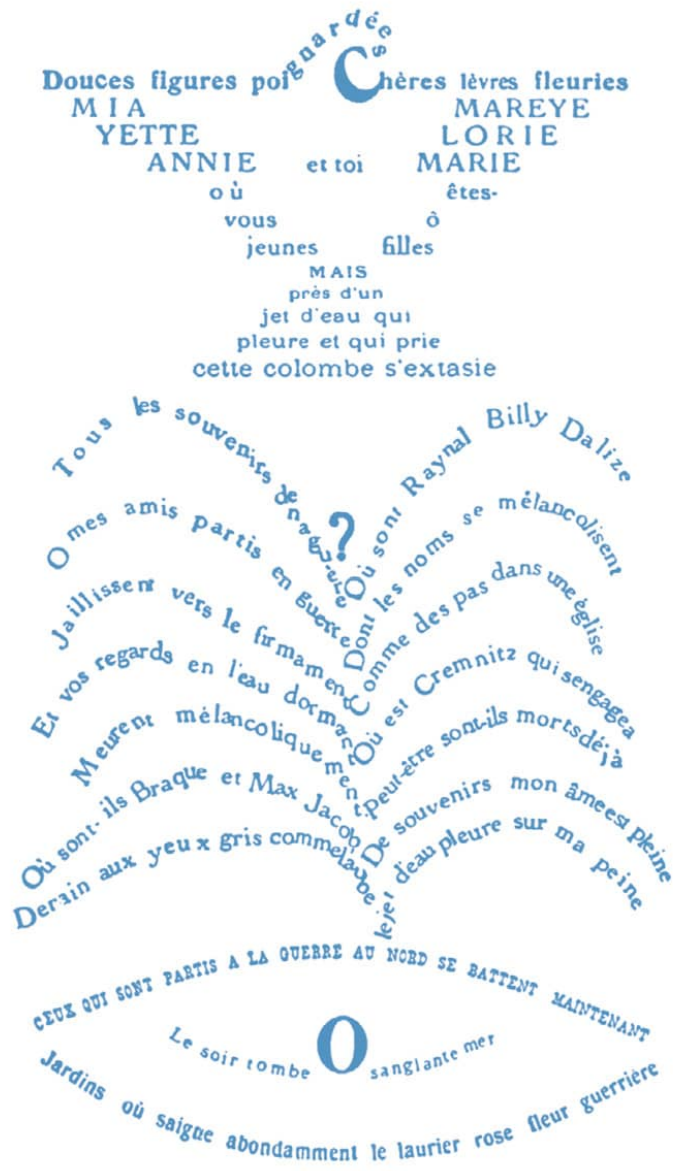 Douces figures poignardées Chères lèvres fleuries
MIA MAREYE
YETTE LORIE
ANNIE et toi MARIE
où êtes-
vous ô
jeunes filles
MAIS
près d'un
jet d'eau qui
pleure et qui prie
cette colombe s'extasie
Tous les souvenirs de naguère
O mes amis partis en guerre
Jaillissent vers le firmament
Et vos regards en l'eau dormant
Meurent mélancoliquement
Où sont-ils Braque et Max Jacob
Derain aux yeux gris comme l'aube
?
Où sont Raynal Billy Dalize
Dont les noms se mélancolisent
Comme des pas dans une église
Où est Cremnitz qui s'engagea
Peut-être sont-ils morts déjà
De souvenirs mon âme est pleine
Le jet d'eau pleure sur ma peine
CEUX QUI SONT PARTIS A LA GUERRE AU NORD SE BATTENT MAINTENANT
Le soir tombe O sanglante mer
Jardins où saigne abondamment le laurier rose fleur guerrière